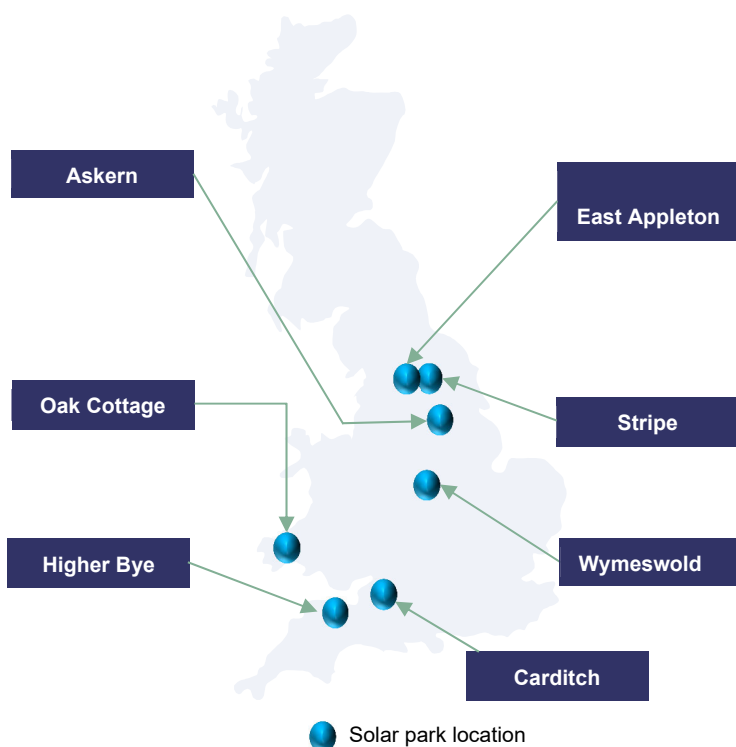 Askern
East Appleton
Oak Cottage
Stripe
Higher Bye
Wymeswold
Carditch
Solar park location